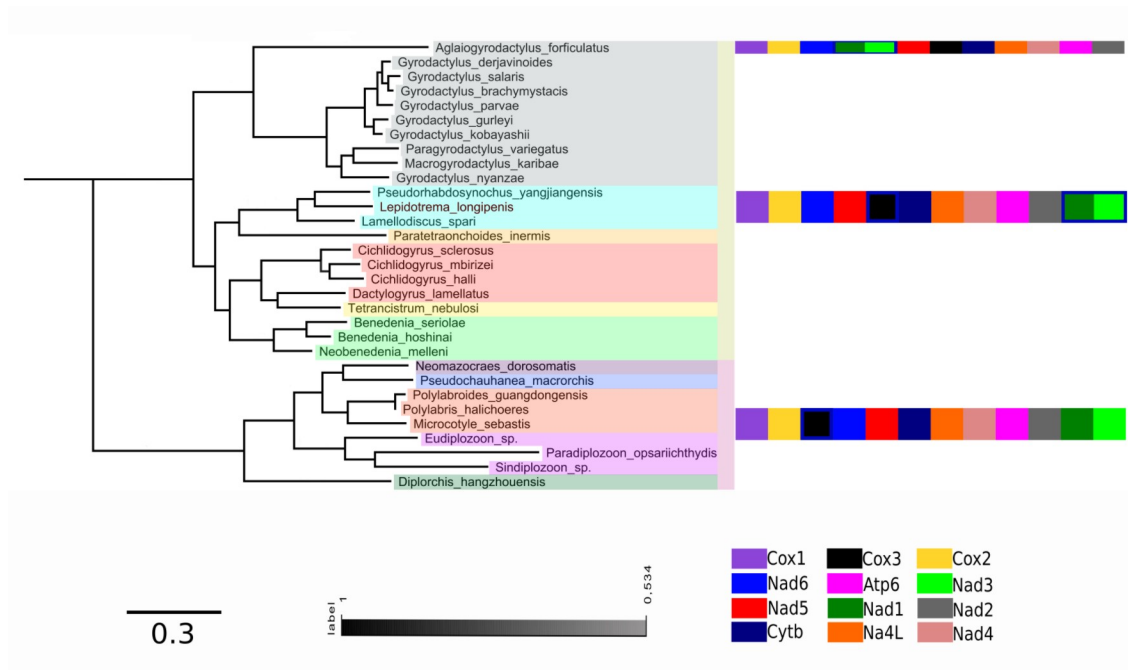 Aglaiogyrodactylus_forficulatus
Gyrodactylus_derjavinoides
Gyrodactylus_salaris
Gyrodactylus_brachymystacis
Gyrodactylus_parvae
Gyrodactylus_gurleyi
Gyrodactylus_kobayashii
Paragyrodactylus_variegatus
Macrogyrodactylus_karibae
Gyrodactylus_nyanzae
Pseudorhabdosynochus_yangjiangensis
Lepidotrema_longipenis
Lamellodiscus_spari
Paratetraonchoides_inermis
Cichlidogyrus_sclerosus
Cichlidogyrus_mbirizei
Cichlidogyrus_halli
Dactylogyrus_lamellatus
Tetrancistrum_nebulosi
Benedenia_seriolae
Benedenia_hoshinai
Neobenedenia_melleni
Neomazocraes_dorosomatis
Pseudochauhanea_macrorchis
Polylabroides_guangdongensis
Polylabris_halichoeres
Microcotyle_sebastis
Eudiplozoon_sp.
Paradiplozoon_opsariichthydis
Sindiplozoon_sp.
Diplorchis_hangzhouensis
0.3
label
1
0.534
Cox1 Cox3 Cox2
Nad6 Atp6 Nad3
Nad5 Nad1 Nad2
Cytb Na4L Nad4